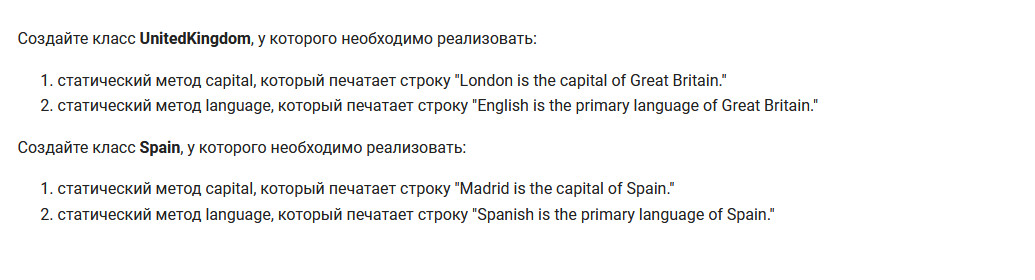 Создайте класс UnitedKingdom, у которого необходимо реализовать:
1. статический метод capital, который печатает строку "London is the capital of Great Britain."
2. статический метод language, который печатает строку "English is the primary language of Great Britain."
Создайте класс Spain, у которого необходимо реализовать:
1. статический метод capital, который печатает строку "Madrid is the capital of Spain."
2. статический метод language, который печатает строку "Spanish is the primary language of Spain."